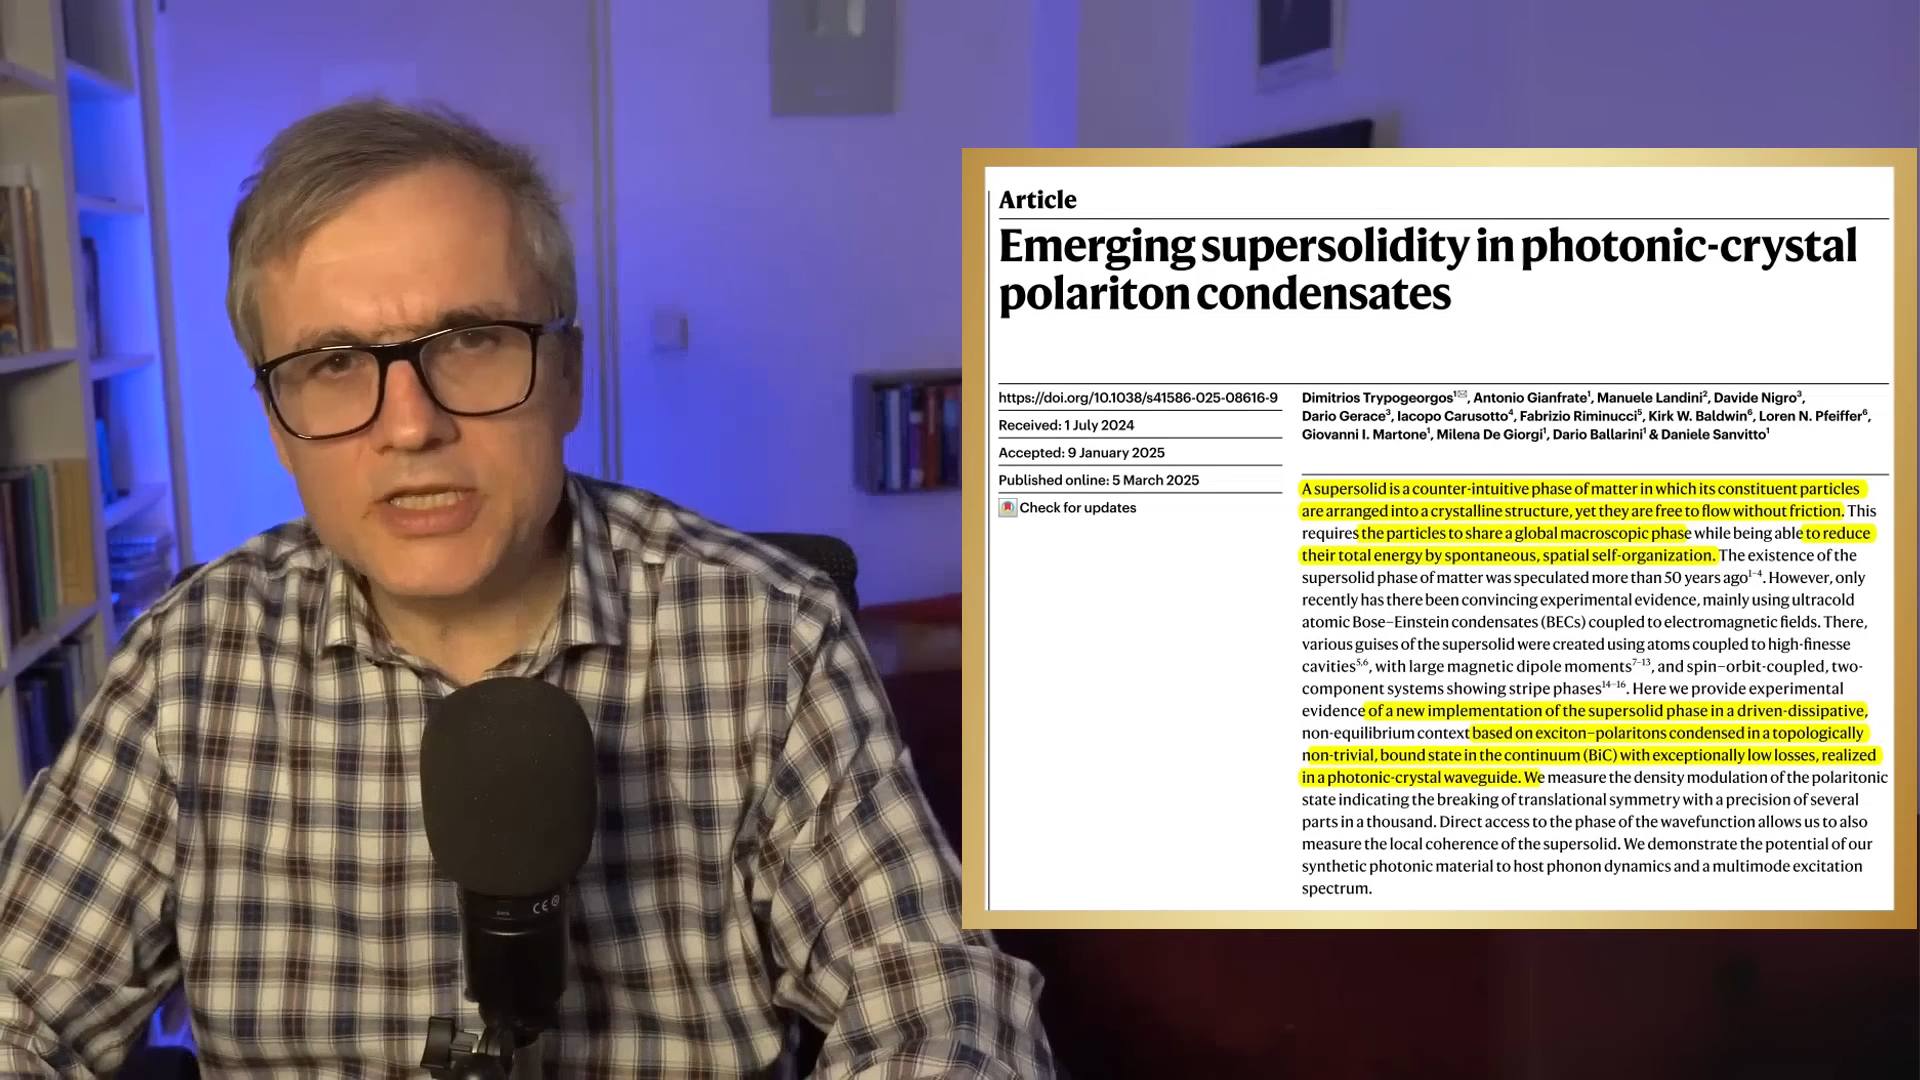 Article
Emerging supersolidity in photonic-crystal
polariton condensates
https://doi.org/10.1038/s41586-025-08616-9
Received: 1 July 2024
Accepted: 9 January 2025
Published online: 5 March 2025
Check for updates
Dimitrios Trypogeorgos¹✉, Antonio Gianfrate¹, Manuele Landini², Davide Nigro³,
Dario Gerace³, Iacopo Carusotto⁴, Fabrizio Riminucci⁵, Kirk W. Baldwin⁶, Loren N. Pfeiffer⁶,
Giovanni I. Martone¹, Milena De Giorgi¹, Dario Ballarini¹ & Daniele Sanvitto¹
A supersolid is a counter-intuitive phase of matter in which its constituent particles
are arranged into a crystalline structure, yet they are free to flow without friction. This
requires the particles to share a global macroscopic phase while being able to reduce
their total energy by spontaneous, spatial self-organization. The existence of the
supersolid phase of matter was speculated more than 50 years ago¹⁻⁴. However, only
recently has there been convincing experimental evidence, mainly using ultracold
atomic Bose–Einstein condensates (BECs) coupled to electromagnetic fields. There,
various guises of the supersolid were created using atoms coupled to high-finesse
cavities⁵,⁶, with large magnetic dipole moments⁷⁻¹³, and spin–orbit-coupled, two-
component systems showing stripe phases¹⁴⁻¹⁶. Here we provide experimental
evidence of a new implementation of the supersolid phase in a driven-dissipative,
non-equilibrium context based on exciton–polaritons condensed in a topologically
non-trivial, bound state in the continuum (BiC) with exceptionally low losses, realized
in a photonic-crystal waveguide. We measure the density modulation of the polaritonic
state indicating the breaking of translational symmetry with a precision of several
parts in a thousand. Direct access to the phase of the wavefunction allows us to also
measure the local coherence of the supersolid. We demonstrate the potential of our
synthetic photonic material to host phonon dynamics and a multimode excitation
spectrum.
CE